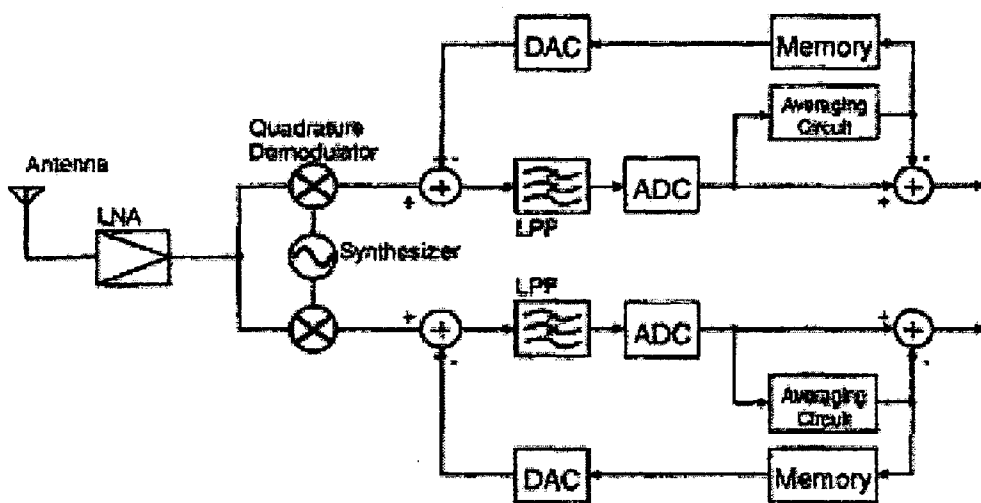 DAC
Memory
Averaging
Circuit
Quadrature
Demodulator
Antenna
+
-
+
LPF
ADC
+
-
LNA
Synthesizer
LPF
+
-
ADC
+
-
Averaging
Circuit
DAC
Memory